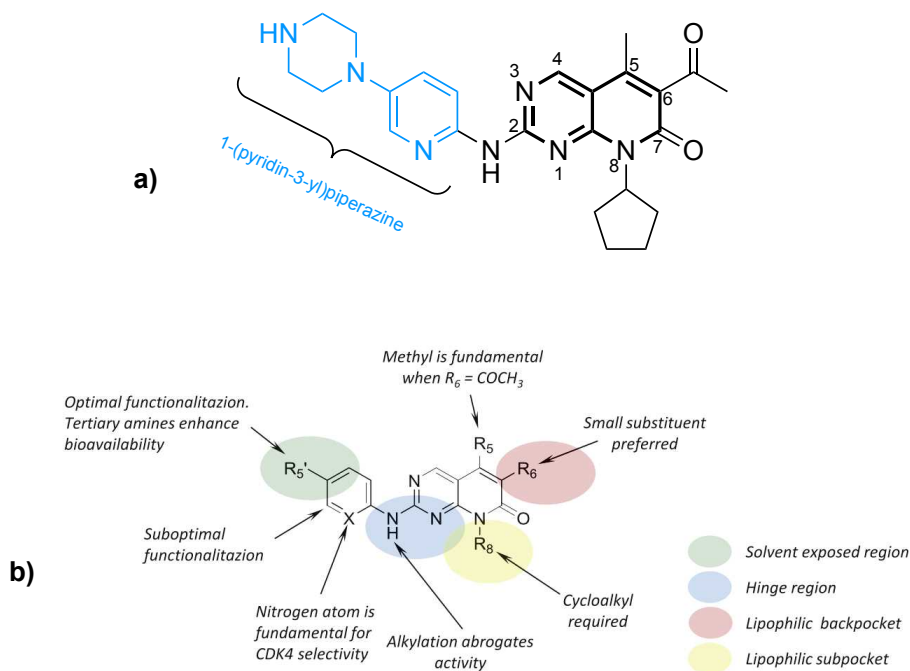 O
HN
N
N
HN
3
N
4
5
6
O
2
N
1
N
8
7
O
N
N
H
1-(pyridin-3-yl)piperazine
a)
Methyl is fundamental
when R6 = COCH3
Optimal functionalitazion.
Tertiary amines enhance
bioavailability
Small substituent
preferred
R5
R5'
R6
N
X
N
H
N
N
O
R8
Suboptimal
functionalitazion
b)
Nitrogen atom is
fundamental for
CDK4 selectivity
Alkylation abrogates
activity
Cycloalkyl
required
Solvent exposed region
Hinge region
Lipophilic backpocket
Lipophilic subpocket